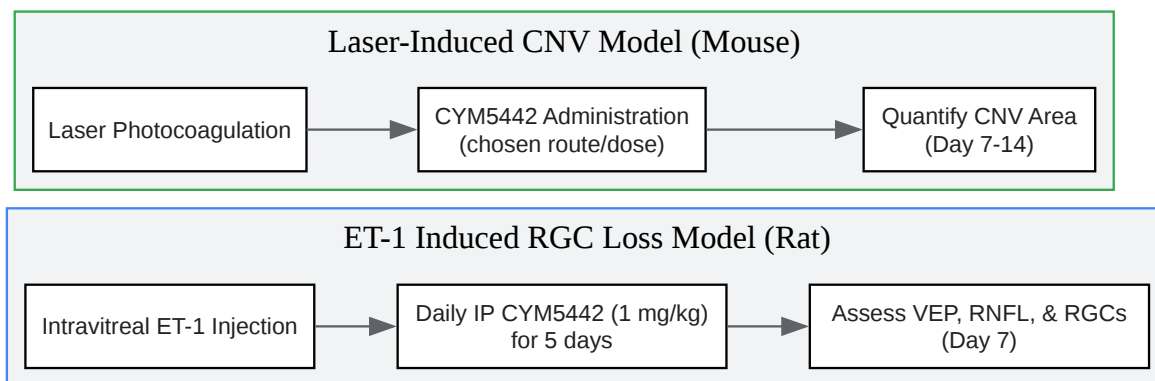 Laser-Induced CNV Model (Mouse)
Laser Photocoagulation
CYM5442 Administration
(chosen route/dose)
Quantify CNV Area
(Day 7-14)
ET-1 Induced RGC Loss Model (Rat)
Intravitreal ET-1 Injection
Daily IP CYM5442 (1 mg/kg)
for 5 days
Assess VEP, RNFL, & RGCs
(Day 7)